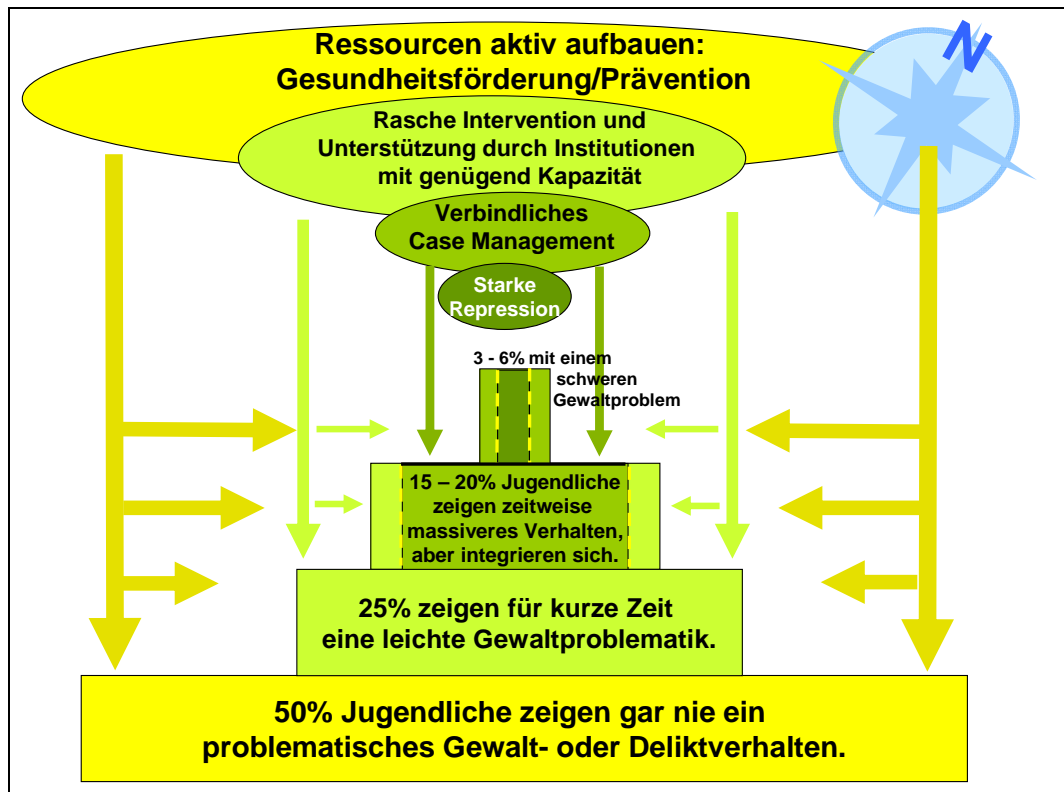 Ressourcen aktiv aufbauen:
Gesundheitsförderung/Prävention
N
Rasche Intervention und
Unterstützung durch Institutionen
mit genügend Kapazität
Verbindliches
Case Management
Starke
Repression
3 - 6% mit einem
schweren
Gewaltproblem
15 – 20% Jugendliche
zeigen zeitweise
massiveres Verhalten,
aber integrieren sich.
25% zeigen für kurze Zeit
eine leichte Gewaltproblematik.
50% Jugendliche zeigen gar nie ein
problematisches Gewalt- oder Deliktverhalten.